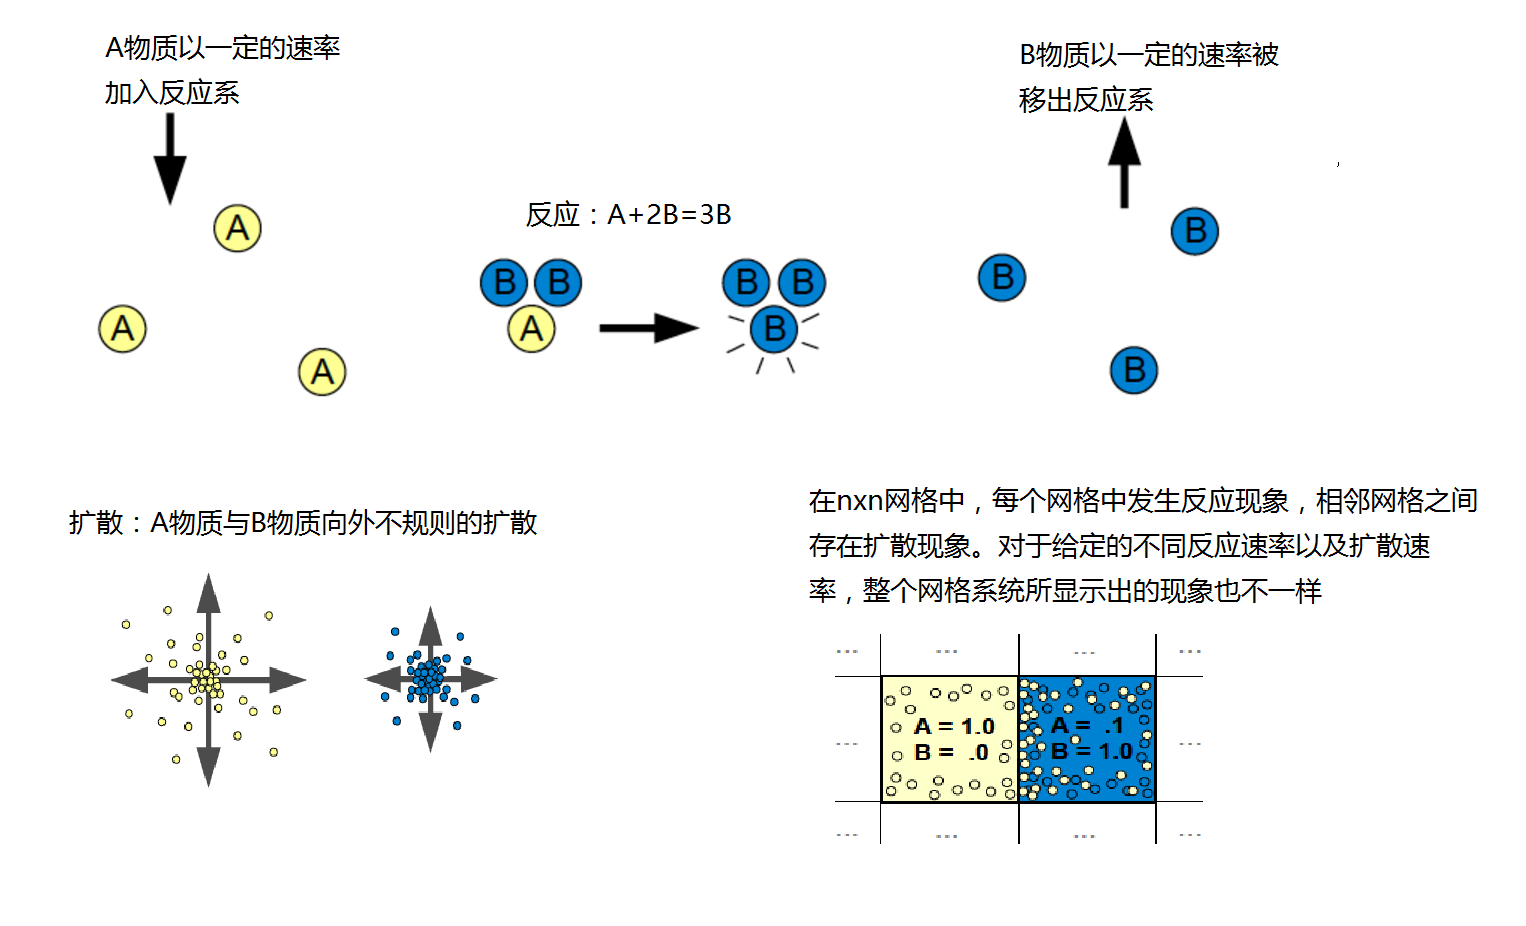 A物质以一定的速率
加入反应系
B物质以一定的速率被
移出反应系
,
A
A
A
反应：A+2B=3B
B B
A
B B
B
B
B
B
扩散：A物质与B物质向外不规则的扩散
在nxn网格中，每个网格中发生反应现象，相邻网格之间
存在扩散现象。对于给定的不同反应速率以及扩散速
率，整个网格系统所显示出的现象也不一样
... ... ... ...
A = 1.0
B = .0
A = .1
B = 1.0
... ...
... ... ... ...